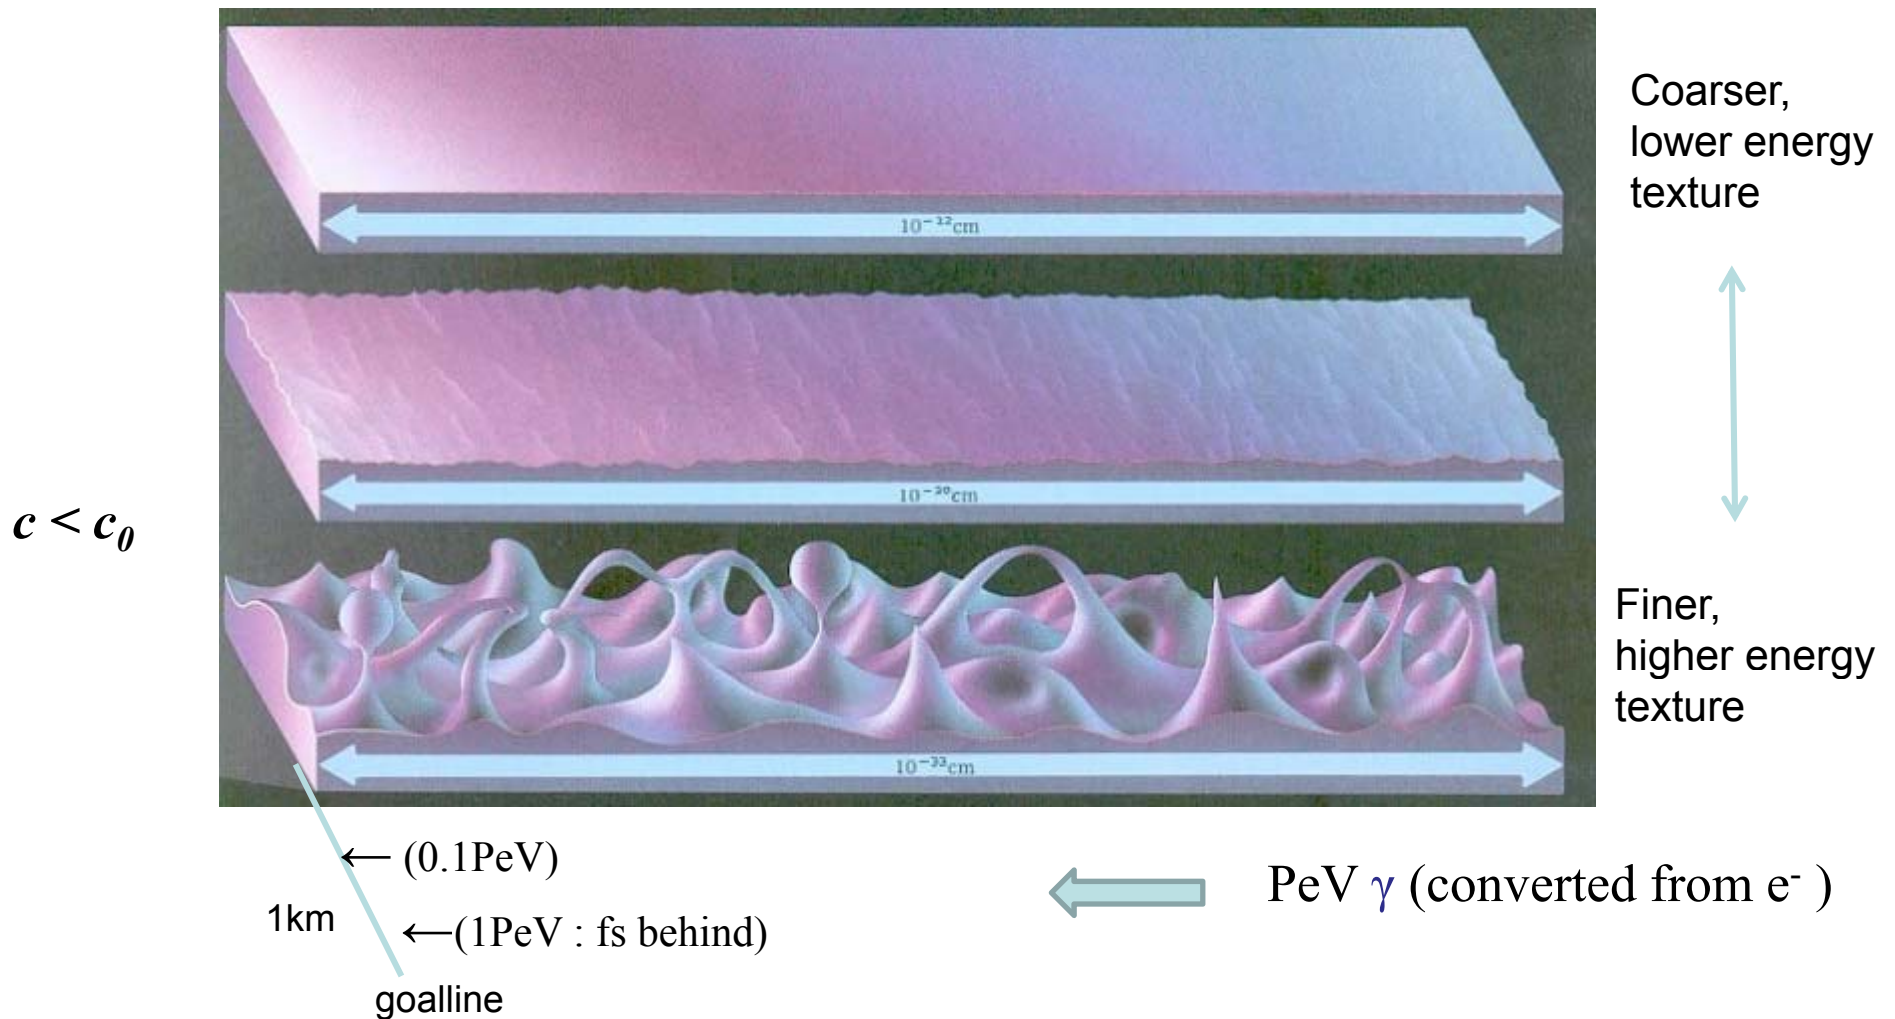 Coarser,
lower energy
texture
10⁻¹²cm
10⁻³⁰cm
c < c₀
Finer,
higher energy
texture
10⁻³³cm
← (0.1PeV)
PeV γ (converted from e⁻ )
1km
←(1PeV : fs behind)
goalline